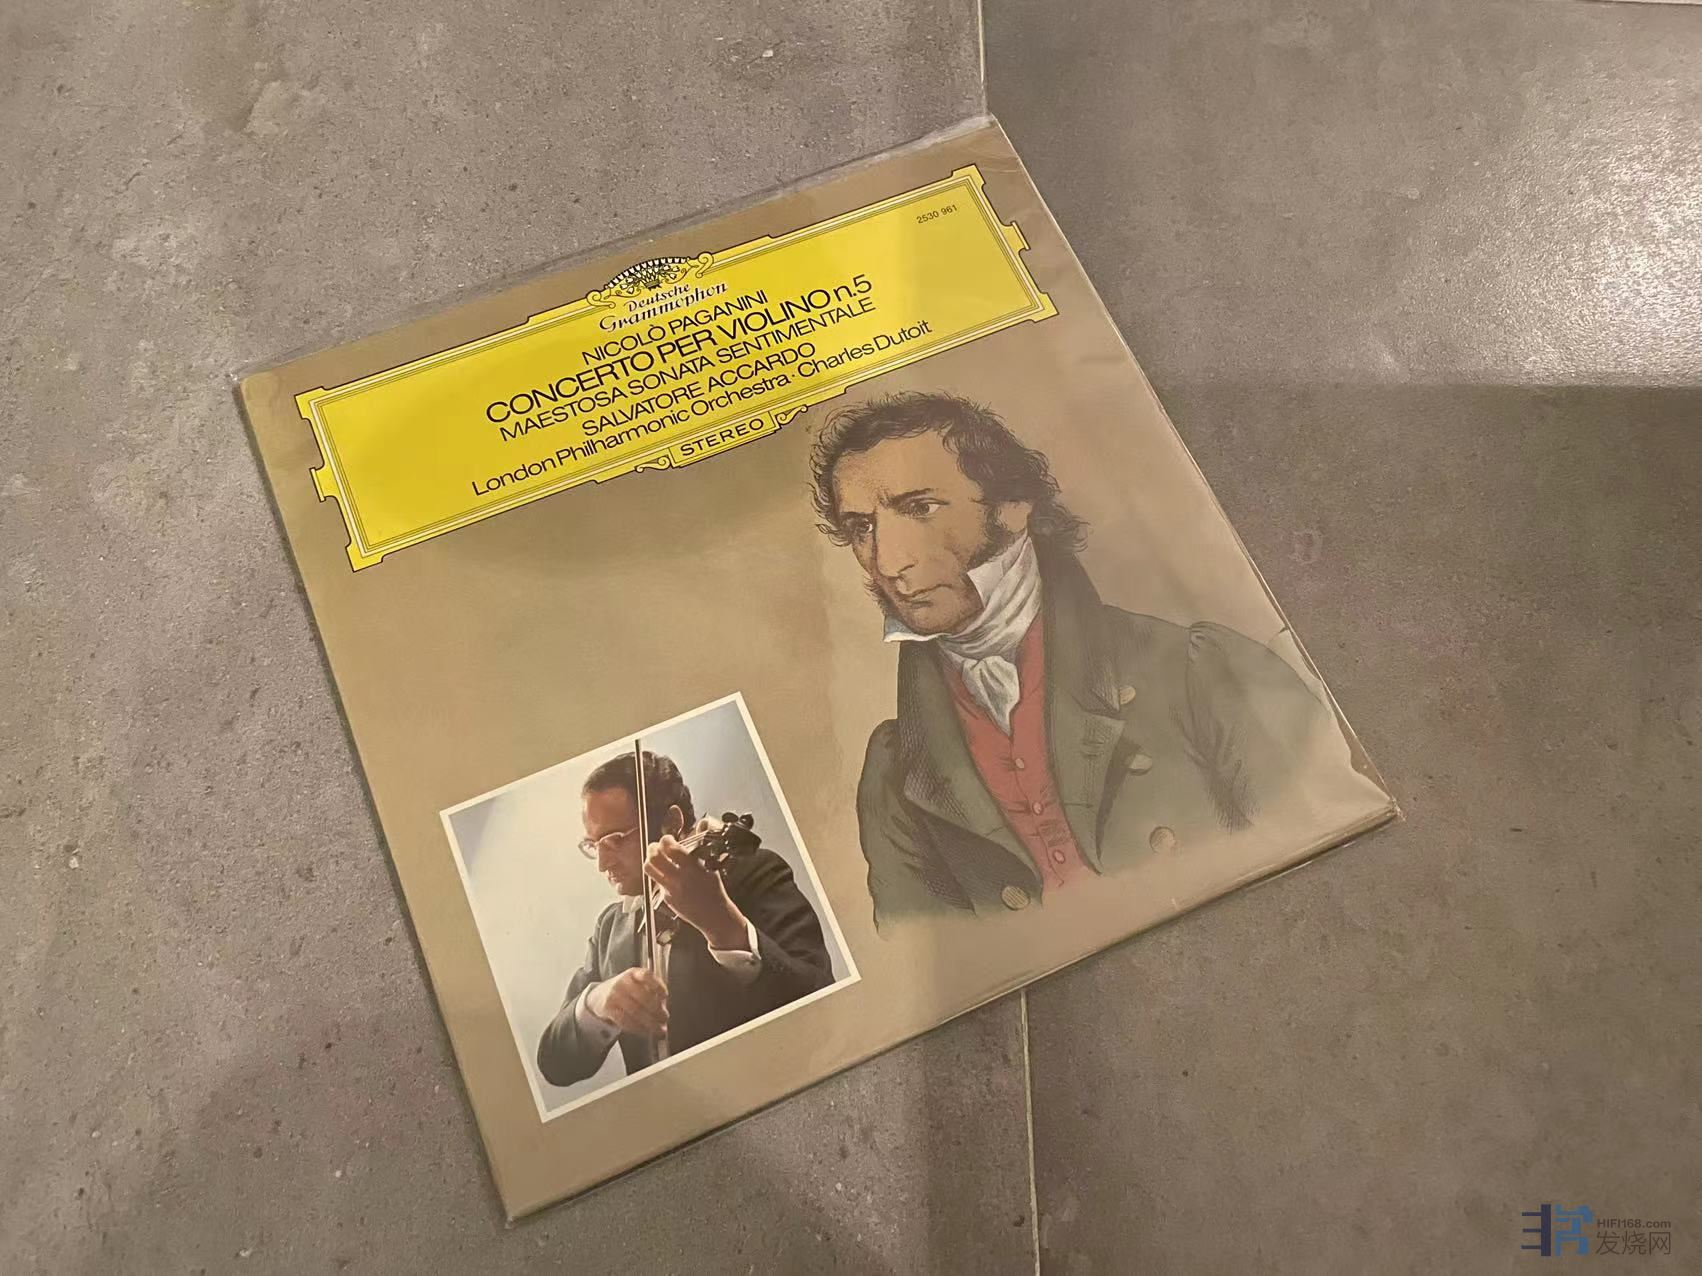 2530 961
Deutsche
Grammophon
NICOLÒ PAGANINI
CONCERTO PER VIOLINO n.5
MAESTOSA SONATA SENTIMENTALE
SALVATORE ACCARDO
London Philharmonic Orchestra · Charles Dutoit
STEREO
HIFI168.com
发烧网